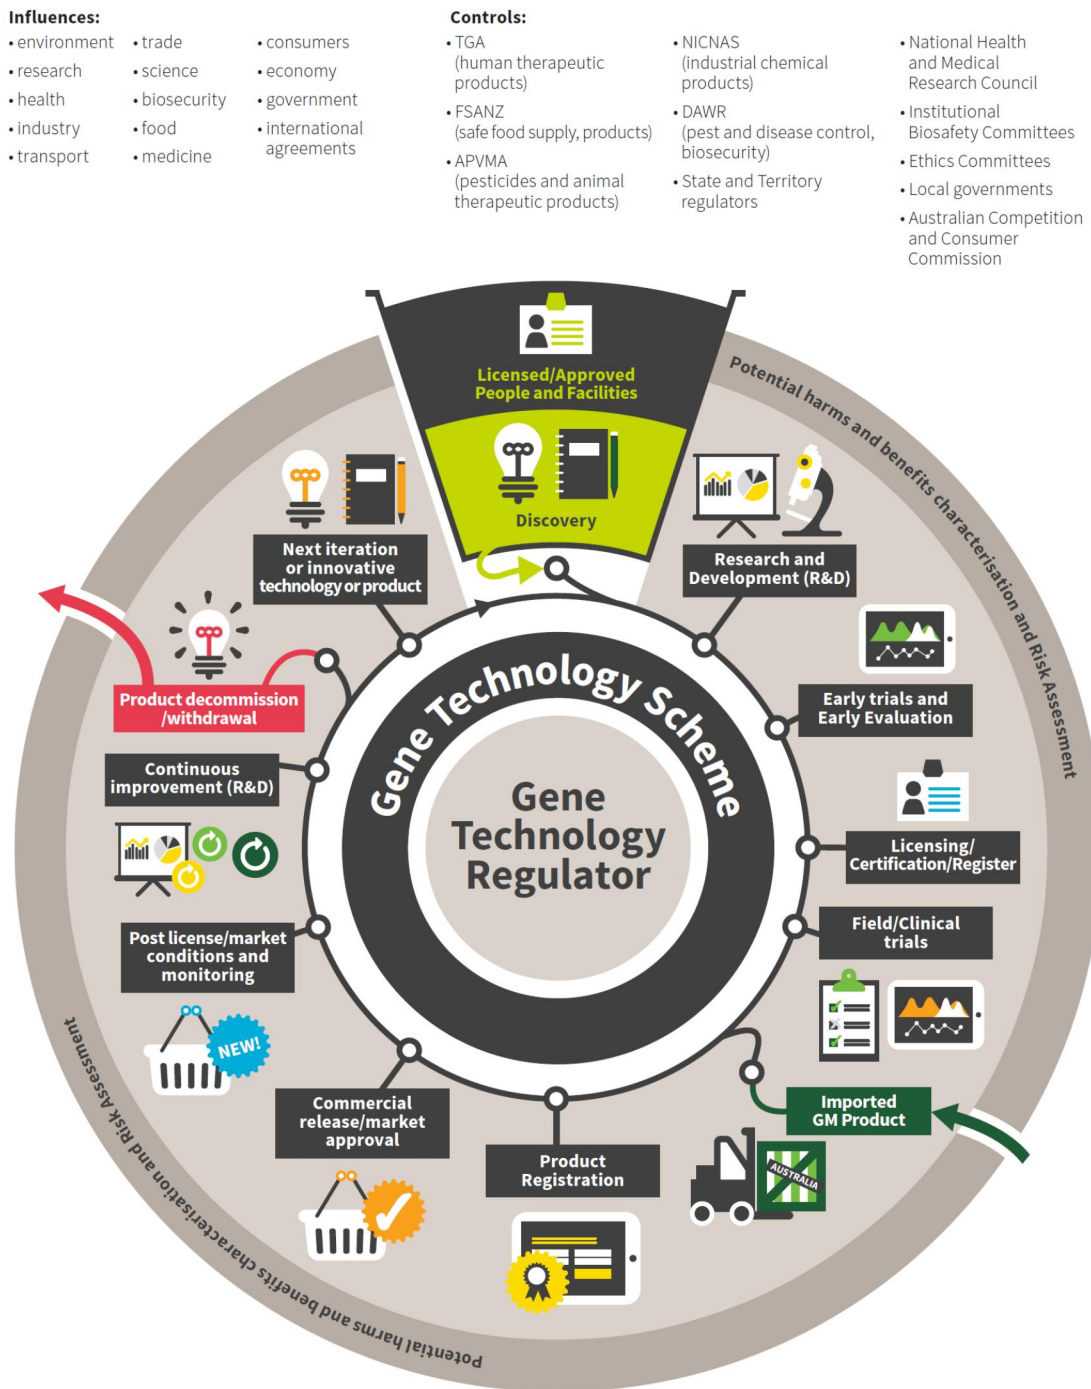 Influences:
• environment
• research
• health
• industry
• transport
• trade
• science
• biosecurity
• food
• medicine
• consumers
• economy
• government
• international
agreements
Controls:
• TGA
(human therapeutic
products)
• FSANZ
(safe food supply, products)
• APVMA
(pesticides and animal
therapeutic products)
• NICNAS
(industrial chemical
products)
• DAWR
(pest and disease control,
biosecurity)
• State and Territory
regulators
• National Health
and Medical
Research Council
• Institutional
Biosafety Committees
• Ethics Committees
• Local governments
• Australian Competition
and Consumer
Commission
Licensed/Approved
People and Facilities
Discovery
Potential harms and benefits characterisation and Risk Assessment
Research and
Development (R&D)
Early trials and
Early Evaluation
Licensing/
Certification/Register
Field/Clinical
trials
Imported
GM Product
AUSTRALIA
Product
Registration
Commercial
release/market
approval
NEW!
Post license/market
conditions and
monitoring
Continuous
improvement (R&D)
Product decommission
/withdrawal
Next iteration
or innovative
technology or product
Potential harms and benefits characterisation and Risk Assessment
Gene Technology Scheme
Gene
Technology
Regulator